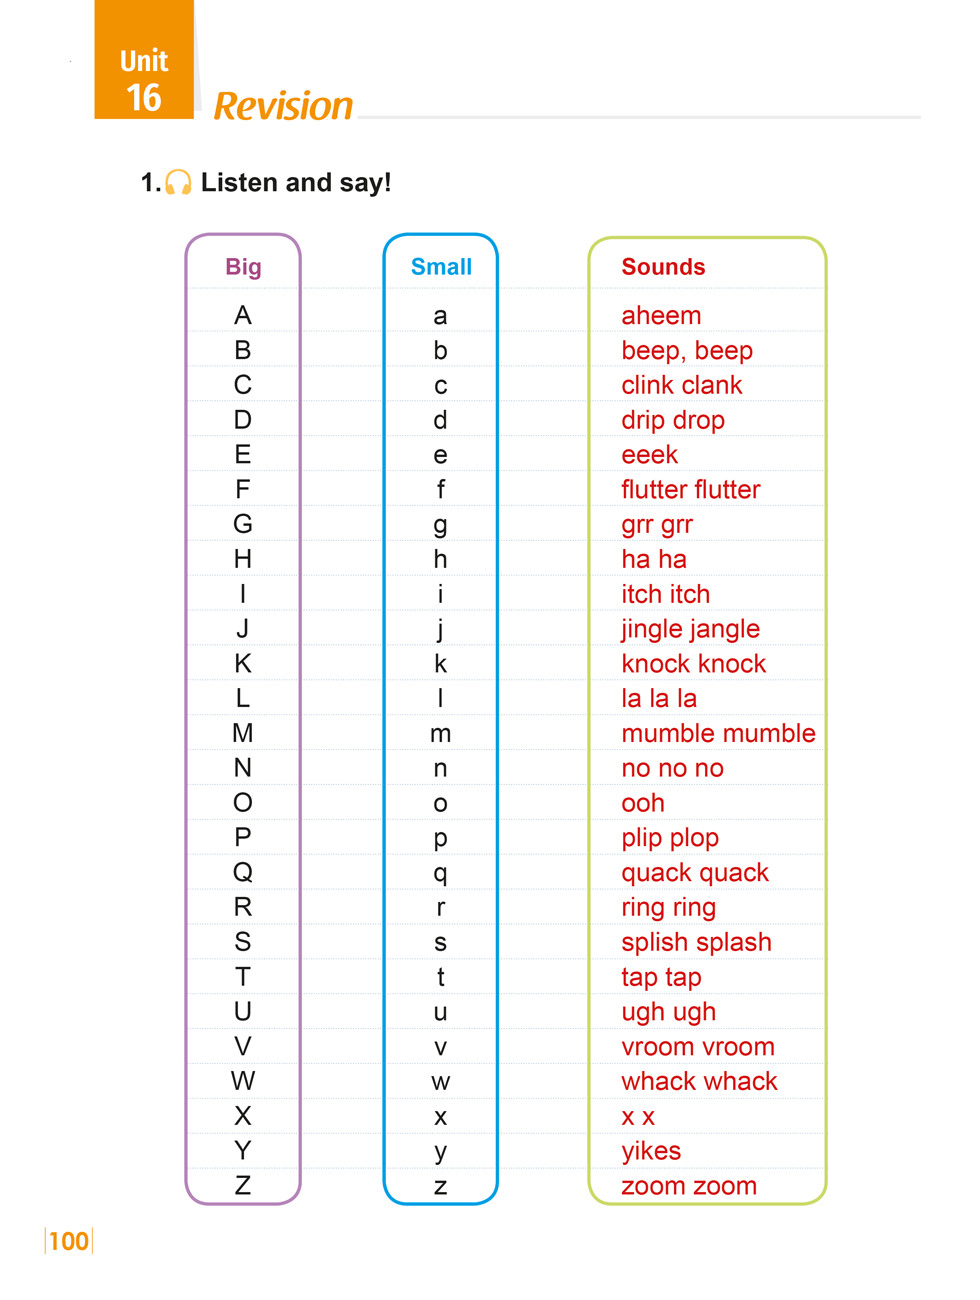 Unit
16
Revision
1. Listen and say!
Big Small Sounds
A a aheem
B b beep, beep
C c clink clank
D d drip drop
E e eeek
F f flutter flutter
G g grr grr
H h ha ha
I i itch itch
J j jingle jangle
K k knock knock
L l la la la
M m mumble mumble
N n no no no
O o ooh
P p plip plop
Q q quack quack
R r ring ring
S s splish splash
T t tap tap
U u ugh ugh
V v vroom vroom
W w whack whack
X x x x
Y y yikes
Z z zoom zoom
100